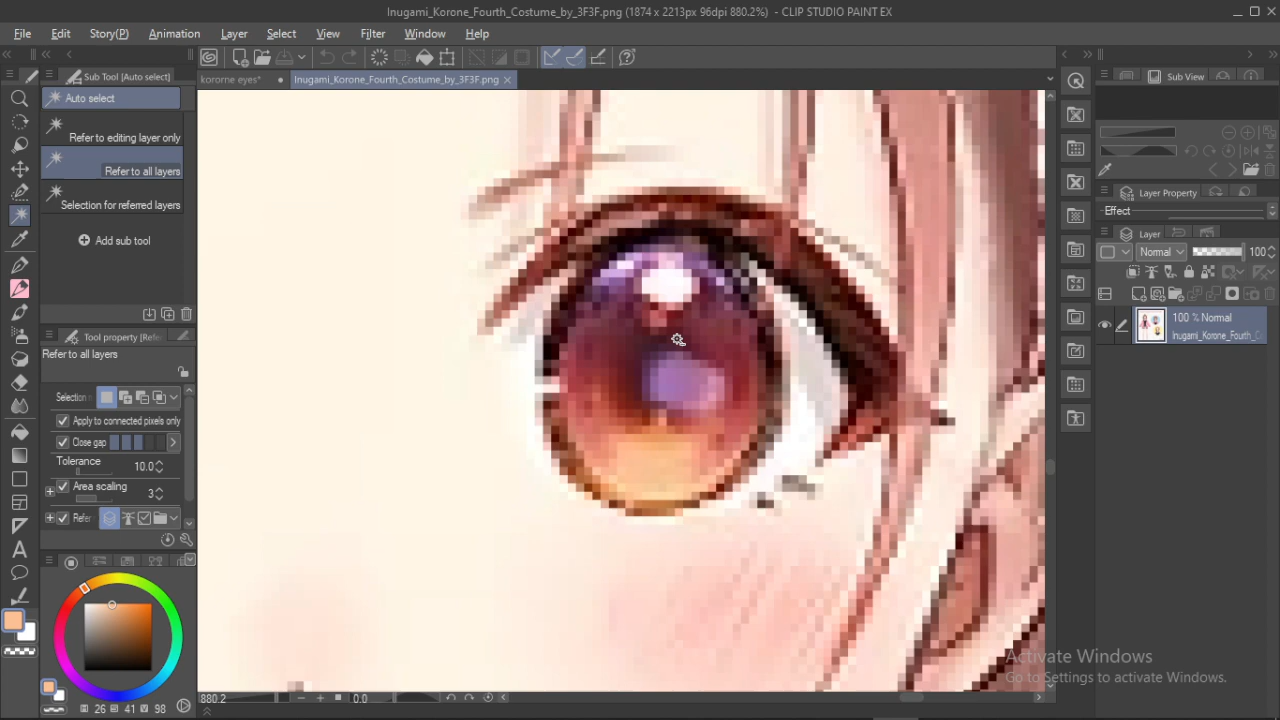 Inugami_Korone_Fourth_Costume_by_3F3F.png (1874 x 2213px 96dpi 880.2%)  - CLIP STUDIO PAINT EX
File Edit Story(P) Animation Layer Select View Filter Window Help
Sub Tool [Auto select]
kororne eyes* Inugami_Korone_Fourth_Costume_by_3F3F.png
Sub View
Auto select
Refer to editing layer only
Refer to all layers
Selection for referred layers
Add sub tool
Layer Property
Effect
Layer
Normal 100
100 % Normal
Inugami_Korone_Fourth_C
Tool property [Refe
Refer to all layers
Selection n
Apply to connected pixels only
Close gap
Tolerance 10.0
Area scaling 3
Refer
Activate Windows
Go to Settings to activate Windows.
880.2 0.0
26 41 98